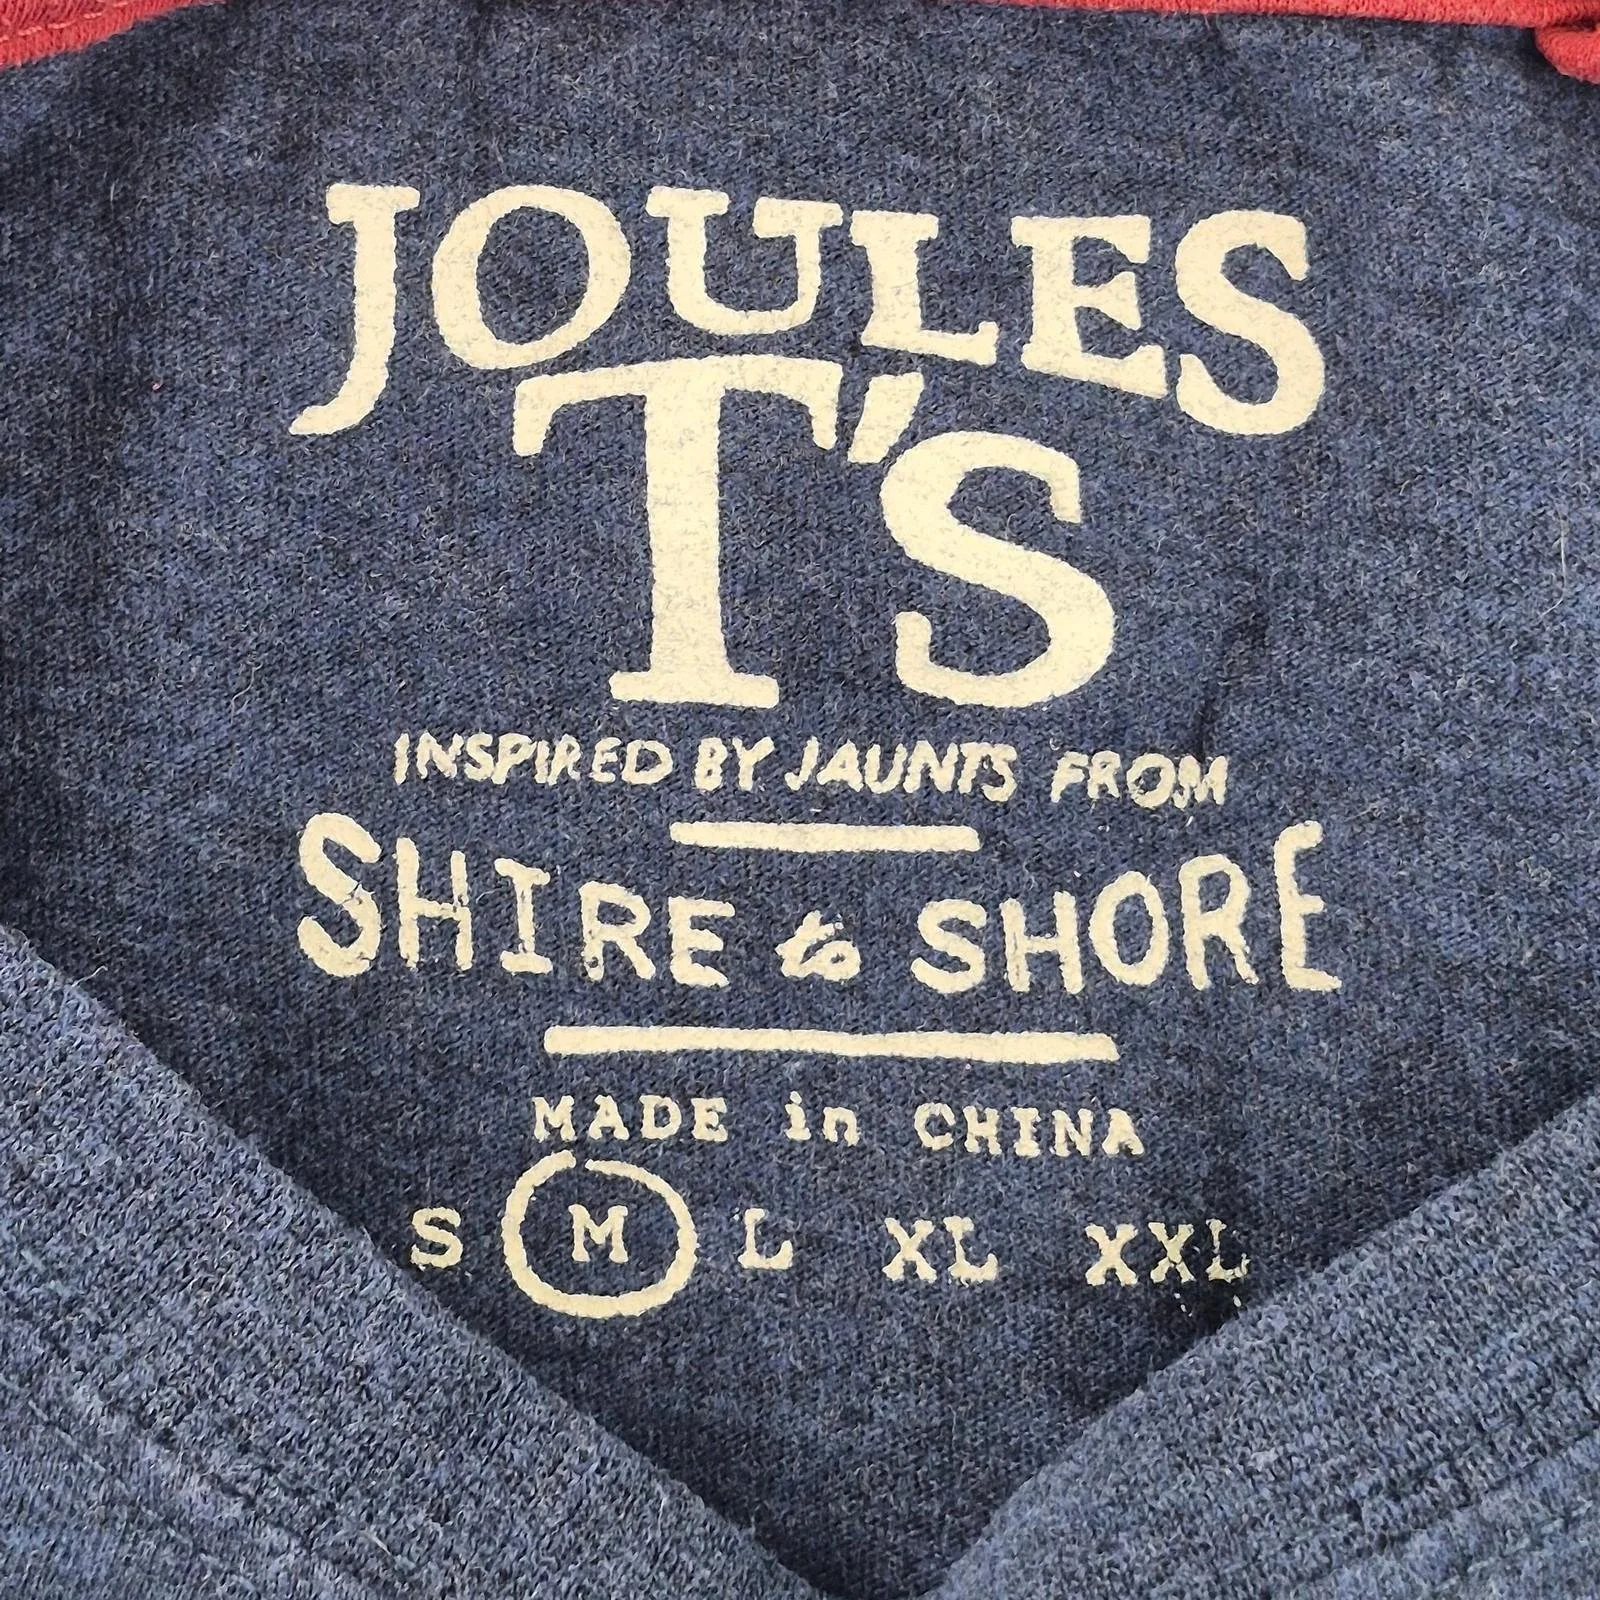 JOULES
T'S
INSPIRED BY JAUNTS FROM
SHIRE to SHORE
MADE in CHINA
S M L XL XXL